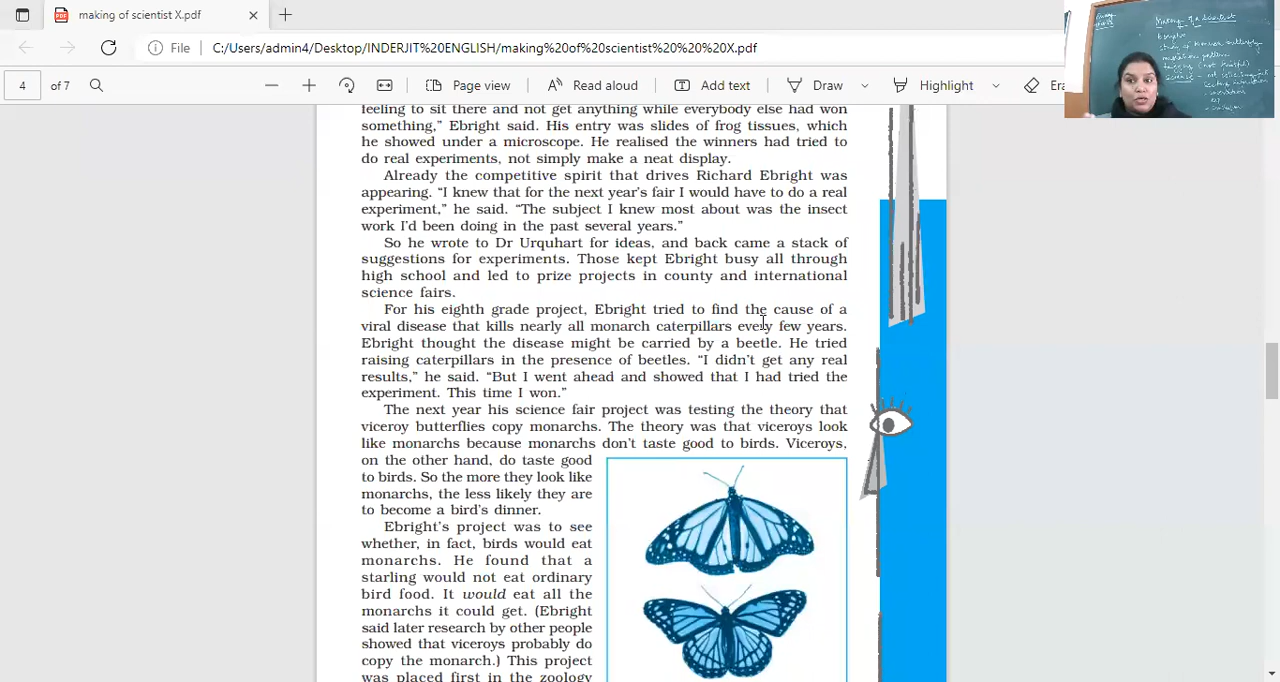 making of scientist X.pdf
File
C:/Users/admin4/Desktop/INDERJIT%20ENGLISH/making%20of%20scientist%20%20%20X.pdf
4 of 7
Page view
Read aloud
Add text
Draw
Highlight
Era
Making of a Scientist
feeling to sit there and not get anything while everybody else had won
something,” Ebright said. His entry was slides of frog tissues, which
he showed under a microscope. He realised the winners had tried to
do real experiments, not simply make a neat display.
Already the competitive spirit that drives Richard Ebright was
appearing. “I knew that for the next year’s fair I would have to do a real
experiment,” he said. “The subject I knew most about was the insect
work I’d been doing in the past several years.”
So he wrote to Dr Urquhart for ideas, and back came a stack of
suggestions for experiments. Those kept Ebright busy all through
high school and led to prize projects in county and international
science fairs.
For his eighth grade project, Ebright tried to find the cause of a
viral disease that kills nearly all monarch caterpillars every few years.
Ebright thought the disease might be carried by a beetle. He tried
raising caterpillars in the presence of beetles. “I didn’t get any real
results,” he said. “But I went ahead and showed that I had tried the
experiment. This time I won.”
The next year his science fair project was testing the theory that
viceroy butterflies copy monarchs. The theory was that viceroys look
like monarchs because monarchs don’t taste good to birds. Viceroys,
on the other hand, do taste good
to birds. So the more they look like
monarchs, the less likely they are
to become a bird’s dinner.
Ebright’s project was to see
whether, in fact, birds would eat
monarchs. He found that a
starling would not eat ordinary
bird food. It would eat all the
monarchs it could get. (Ebright
said later research by other people
showed that viceroys probably do
copy the monarch.) This project
was placed first in the zoology